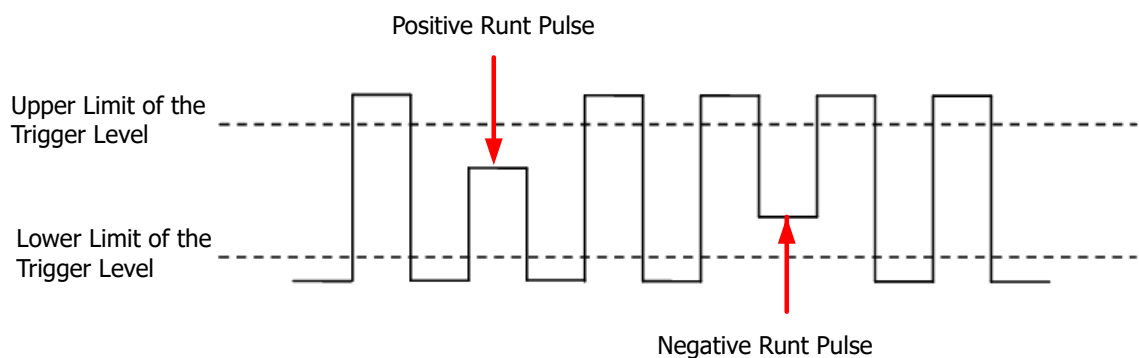 Positive Runt Pulse
Upper Limit of the
Trigger Level
Lower Limit of the
Trigger Level
Negative Runt Pulse